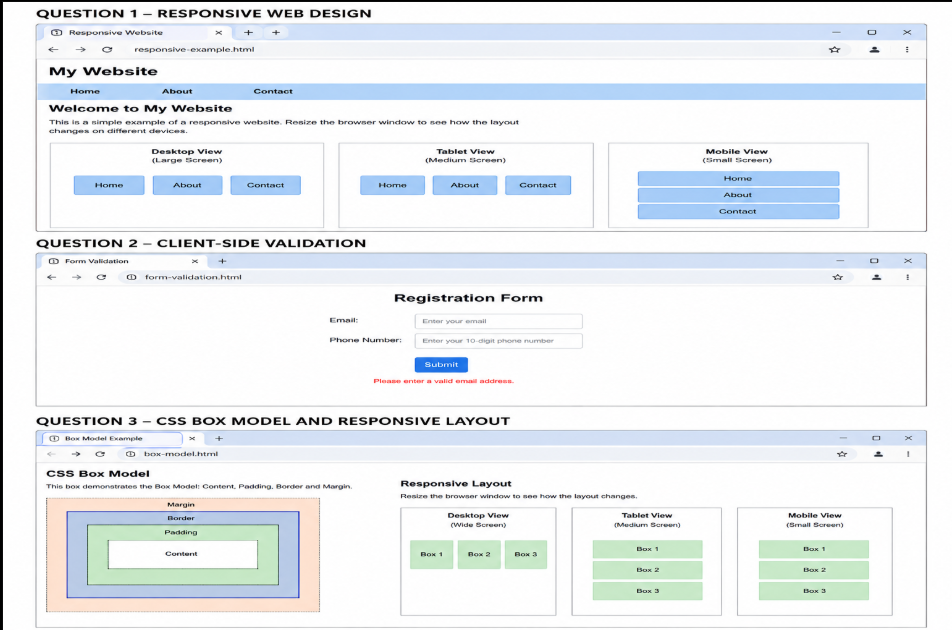 QUESTION 1 – RESPONSIVE WEB DESIGN
Responsive Website × + +
responsive-example.html
My Website
Home About Contact
Welcome to My Website
This is a simple example of a responsive website. Resize the browser window to see how the layout
changes on different devices.
Desktop View
(Large Screen)
Home About Contact
Tablet View
(Medium Screen)
Home About Contact
Mobile View
(Small Screen)
Home
About
Contact
QUESTION 2 – CLIENT-SIDE VALIDATION
Form Validation × +
form-validation.html
Registration Form
Email: Enter your email
Phone Number: Enter your 10-digit phone number
Submit
Please enter a valid email address.
QUESTION 3 – CSS BOX MODEL AND RESPONSIVE LAYOUT
Box Model Example × +
box-model.html
CSS Box Model
This box demonstrates the Box Model: Content, Padding, Border and Margin.
Margin
Border
Padding
Content
Responsive Layout
Resize the browser window to see how the layout changes.
Desktop View
(Wide Screen)
Box 1 Box 2 Box 3
Tablet View
(Medium Screen)
Box 1
Box 2
Box 3
Mobile View
(Small Screen)
Box 1
Box 2
Box 3